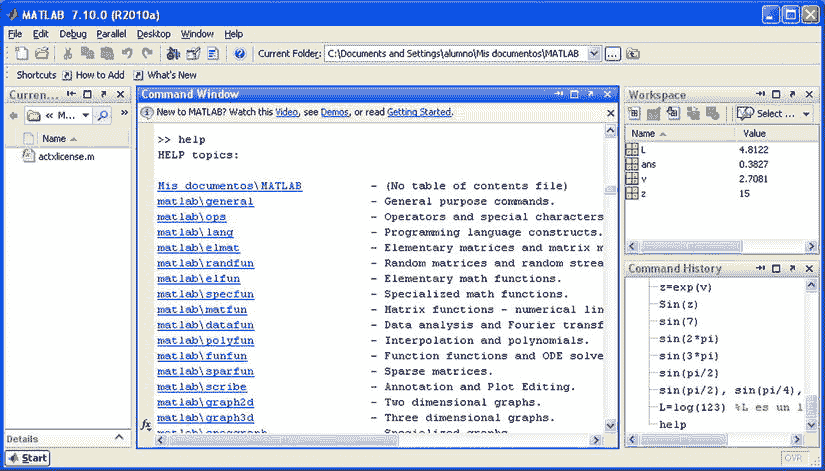 MATLAB 7.10.0 (R2010a)
File Edit Debug Parallel Desktop Window Help
Current Folder: C:\Documents and Settings\alumno\Mis documentos\MATLAB
Shortcuts How to Add What's New
Curren...
« M...
Name
actxlicense.m
Details
Command Window
New to MATLAB? Watch this Video, see Demos, or read Getting Started.
>> help
HELP topics:
Mis documentos\MATLAB - (No table of contents file)
matlab\general - General purpose commands.
matlab\ops - Operators and special characters
matlab\lang - Programming language constructs.
matlab\elmat - Elementary matrices and matrix m
matlab\randfun - Random matrices and random strea
matlab\elfun - Elementary math functions.
matlab\specfun - Specialized math functions.
matlab\matfun - Matrix functions - numerical lin
matlab\datafun - Data analysis and Fourier transf
matlab\polyfun - Interpolation and polynomials.
matlab\funfun - Function functions and ODE solve
matlab\sparfun - Sparse matrices.
matlab\scribe - Annotation and Plot Editing.
matlab\graph2d - Two dimensional graphs.
matlab\graph3d - Three dimensional graphs.
fx
Workspace
Select ...
Name Value
L 4.8122
ans 0.3827
v 2.7081
z 15
Command History
z=exp(v)
Sin(z)
sin(7)
sin(2*pi)
sin(3*pi)
sin(pi/2)
sin(pi/2), sin(pi/4),
L=log(123) %L es un l
help
Start
OVR